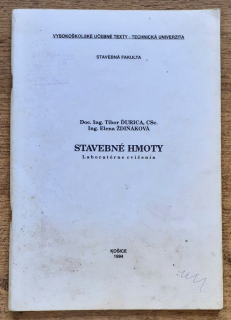 VYSOKOŠKOLSKÉ UČEBNÉ TEXTY - TECHNICKÁ UNIVERZITA
STAVEBNÁ FAKULTA
Doc. Ing. Tibor ĎURICA, CSc.
Ing. Elena ZDIŇAKOVÁ
STAVEBNÉ HMOTY
Laboratórne cvičenia
KOŠICE
1994